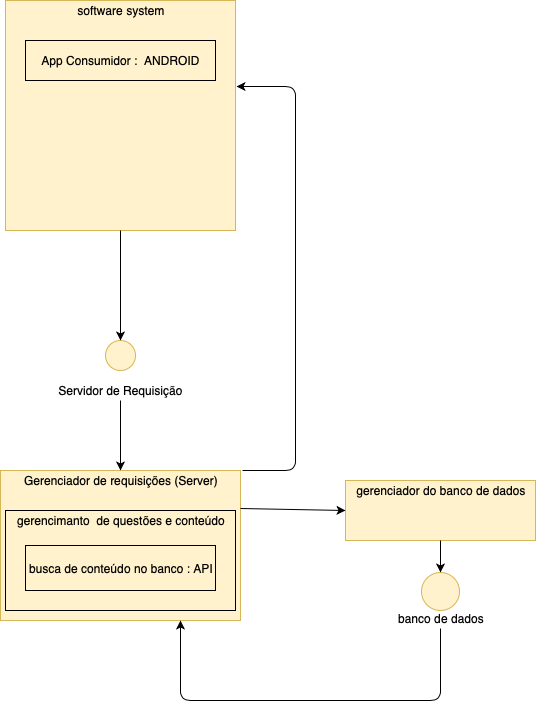 software system
App Consumidor :  ANDROID
Servidor de Requisição
Gerenciador de requisições (Server)
gerencimanto  de questões e conteúdo
busca de conteúdo no banco : API
gerenciador do banco de dados
banco de dados